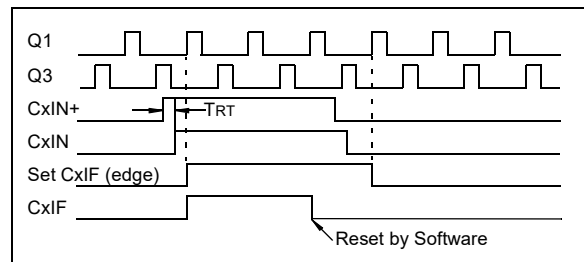 Q1
Q3
CxIN+
TRT
CxIN
Set CxIF (edge)
CxIF
Reset by Software